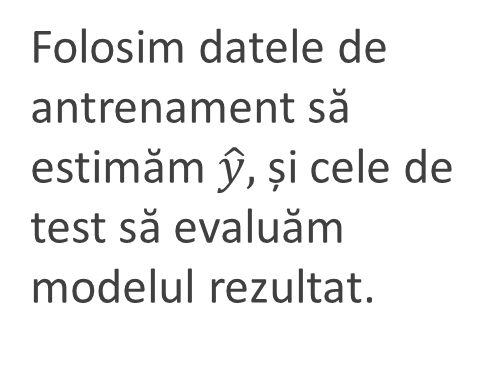 Folosim datele de
antrenament să
estimăm ŷ, și cele de
test să evaluăm
modelul rezultat.